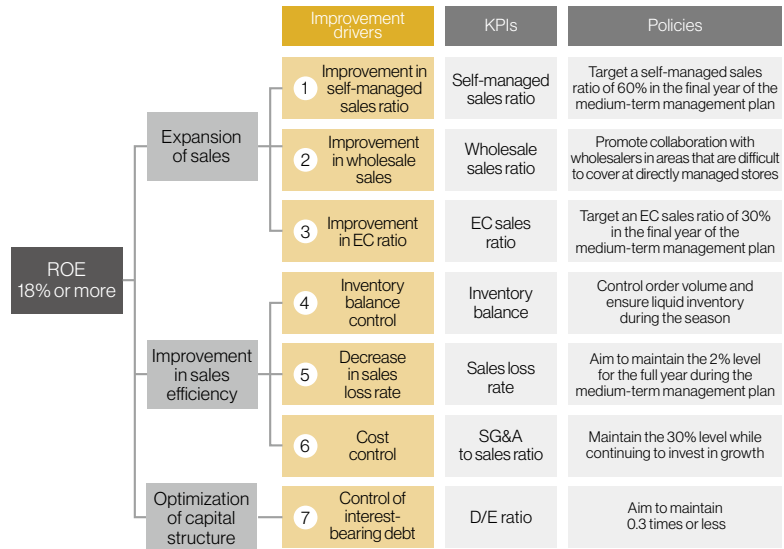 Improvement
drivers
KPIs
Policies
ROE
18% or more
Expansion
of sales
1
Improvement in
self-managed
sales ratio
Self-managed
sales ratio
Target a self-managed sales
ratio of 60% in the final year of the
medium-term management plan
2
Improvement
in wholesale
sales
Wholesale
sales ratio
Promote collaboration with
wholesalers in areas that are difficult
to cover at directly managed stores
3
Improvement
in EC ratio
EC sales
ratio
Target an EC sales ratio of 30%
in the final year of the
medium-term management plan
Improvement
in sales
efficiency
4
Inventory
balance
control
Inventory
balance
Control order volume and
ensure liquid inventory
during the season
5
Decrease
in sales
loss rate
Sales loss
rate
Aim to maintain the 2% level
for the full year during the
medium-term management plan
6
Cost
control
SG&A
to sales ratio
Maintain the 30% level while
continuing to invest in growth
Optimization
of capital
structure
7
Control of
interest-
bearing debt
D/E ratio
Aim to maintain
0.3 times or less